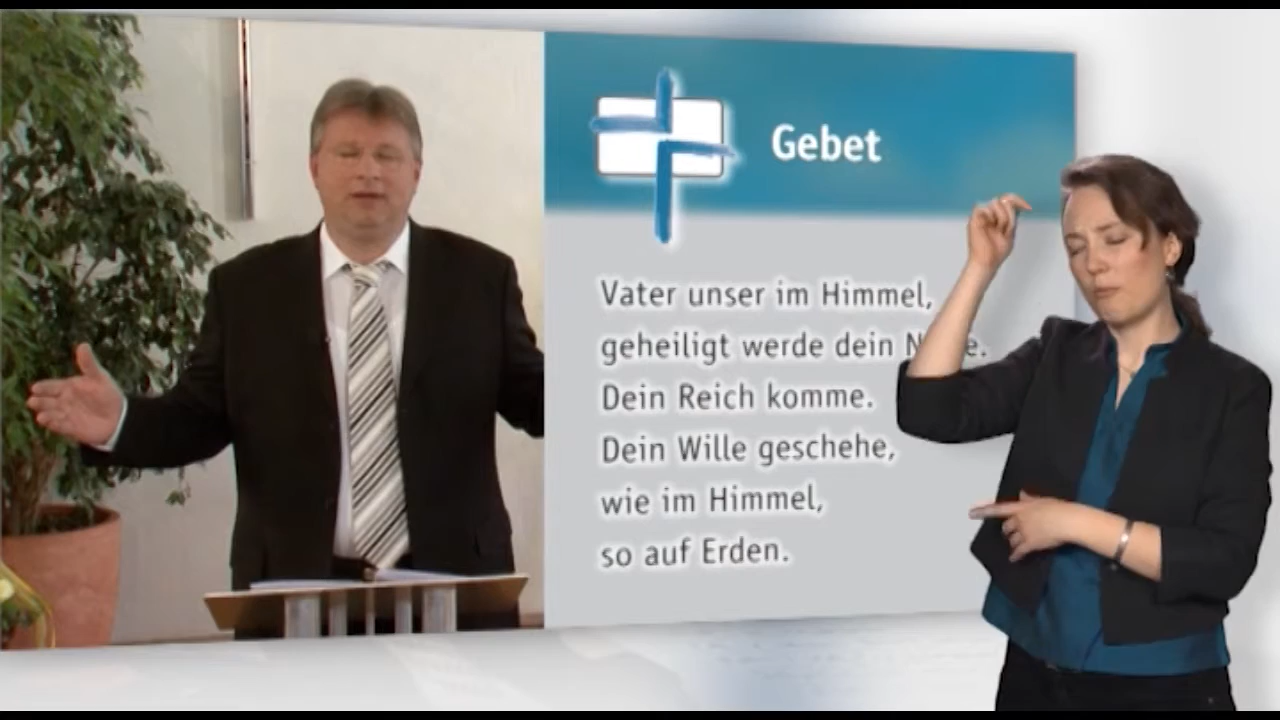 Gebet
Vater unser im Himmel,
geheiligt werde dein
Dein Reich komme.
Dein Wille geschehe,
wie im Himmel,
so auf Erden.